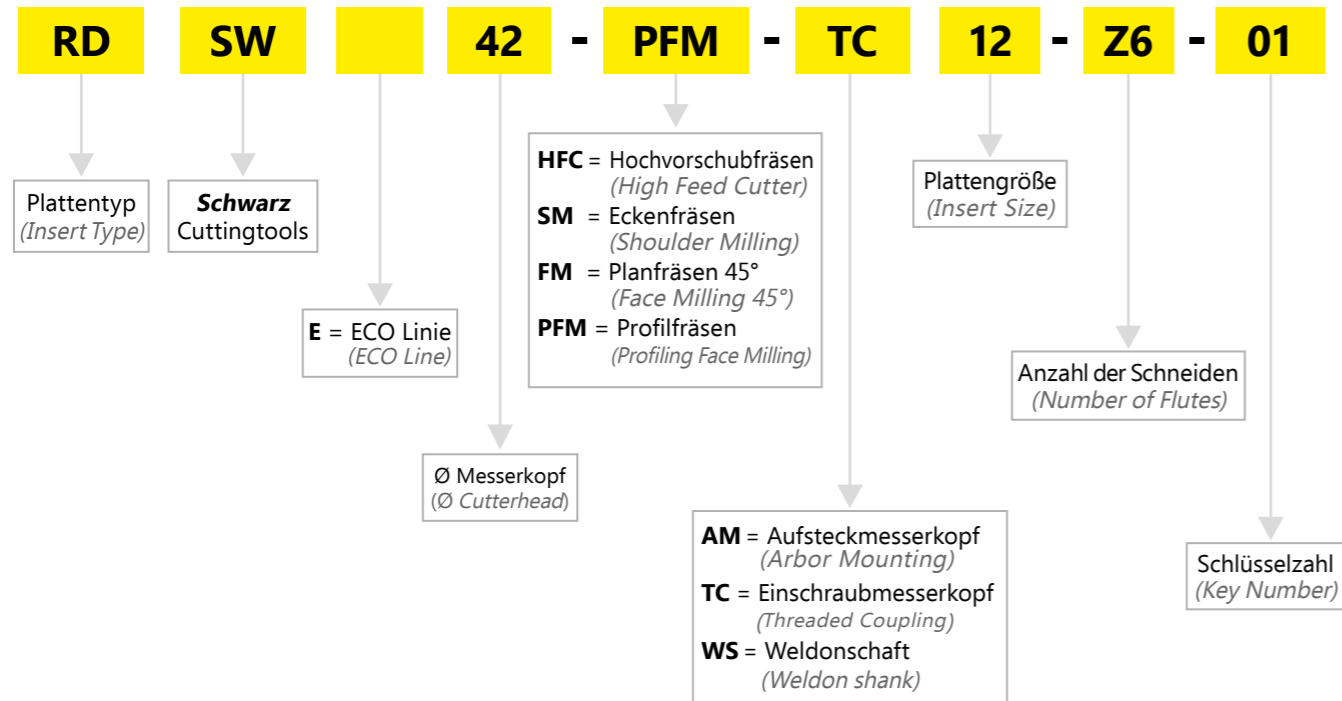 RD SW 42 - PFM - TC 12 - Z6 - 01
Plattentyp
(Insert Type)
Schwarz
Cuttingtools
E = ECO Linie
(ECO Line)
Ø Messerkopf
(Ø Cutterhead)
HFC = Hochvorschubfräsen
(High Feed Cutter)
SM = Eckenfräsen
(Shoulder Milling)
FM = Planfräsen 45°
(Face Milling 45°)
PFM = Profilfräsen
(Profiling Face Milling)
AM = Aufsteckmesserkopf
(Arbor Mounting)
TC = Einschraubmesserkopf
(Threaded Coupling)
WS = Weldonschaft
(Weldon shank)
Plattengröße
(Insert Size)
Anzahl der Schneiden
(Number of Flutes)
Schlüsselzahl
(Key Number)